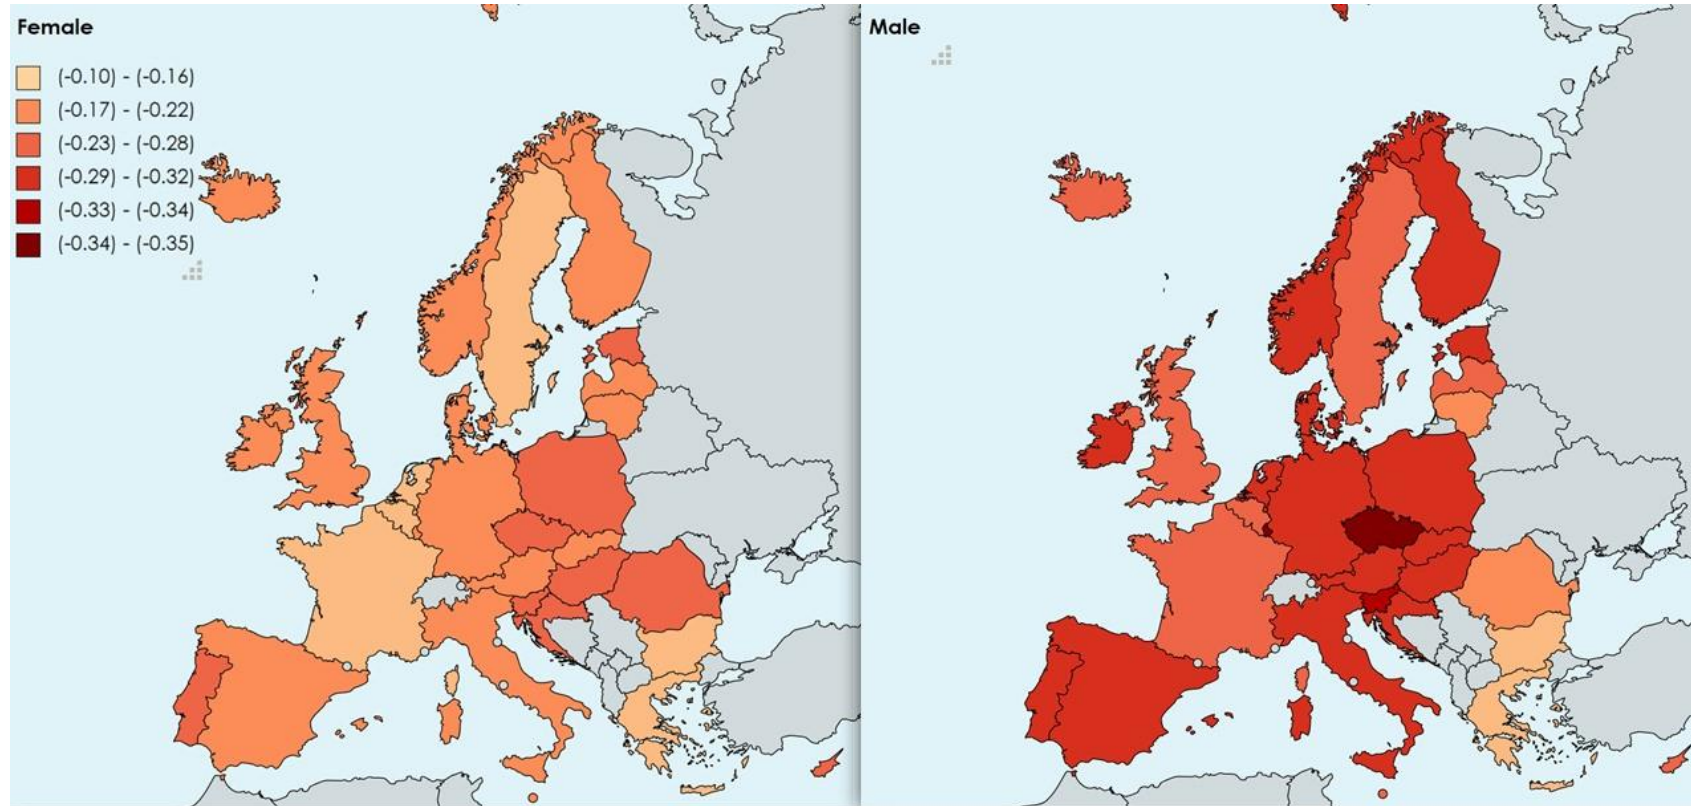 Female
(-0.10) - (-0.16)
(-0.17) - (-0.22)
(-0.23) - (-0.28)
(-0.29) - (-0.32)
(-0.33) - (-0.34)
(-0.34) - (-0.35)
Male